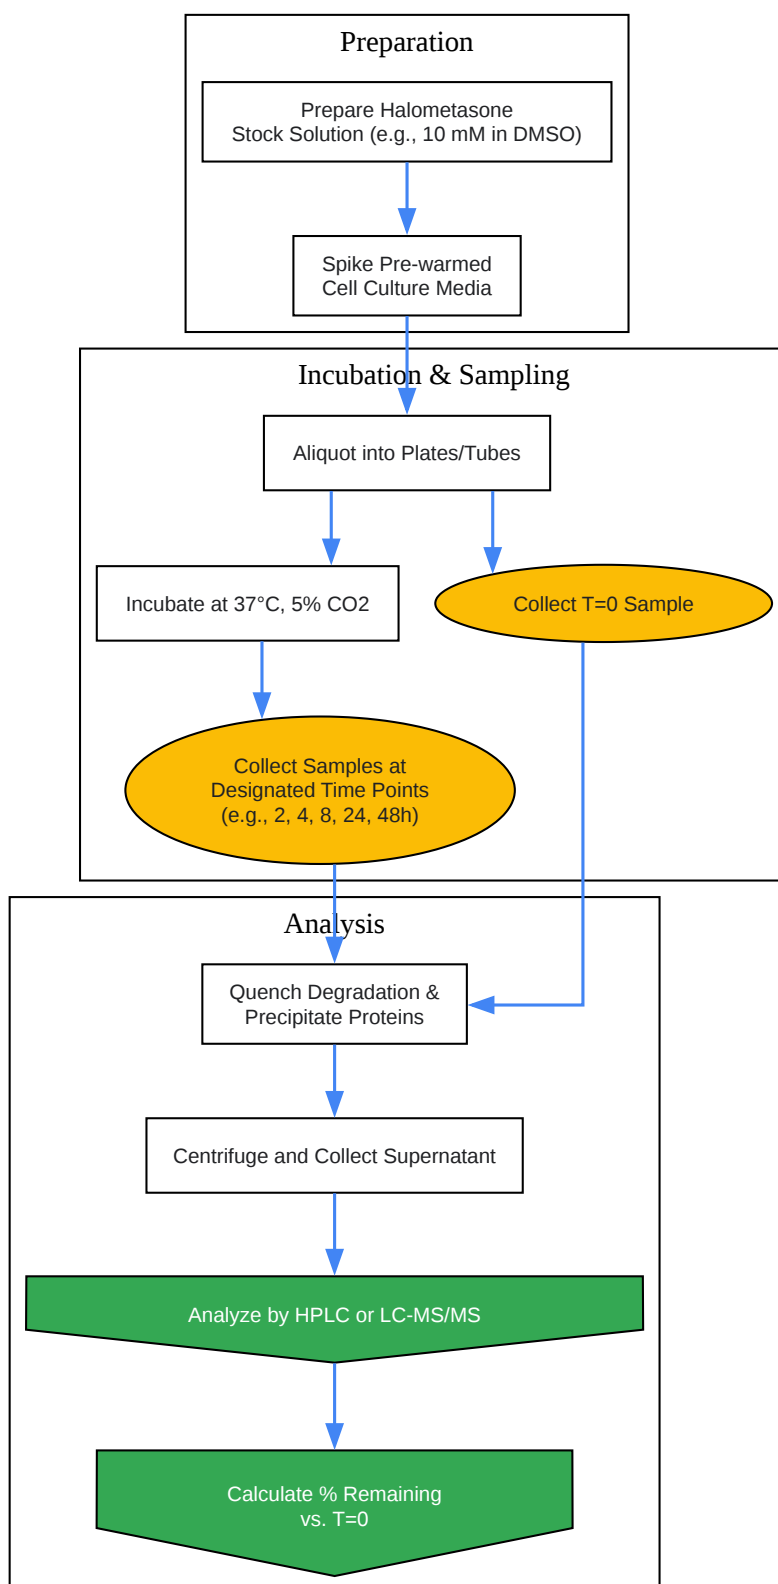 Preparation
Prepare Halometasone
Stock Solution (e.g., 10 mM in DMSO)
Spike Pre-warmed
Cell Culture Media
Incubation & Sampling
Aliquot into Plates/Tubes
Incubate at 37°C, 5% CO2
Collect T=0 Sample
Collect Samples at
Designated Time Points
(e.g., 2, 4, 8, 24, 48h)
Analysis
Quench Degradation &
Precipitate Proteins
Centrifuge and Collect Supernatant
Analyze by HPLC or LC-MS/MS
Calculate % Remaining
vs. T=0